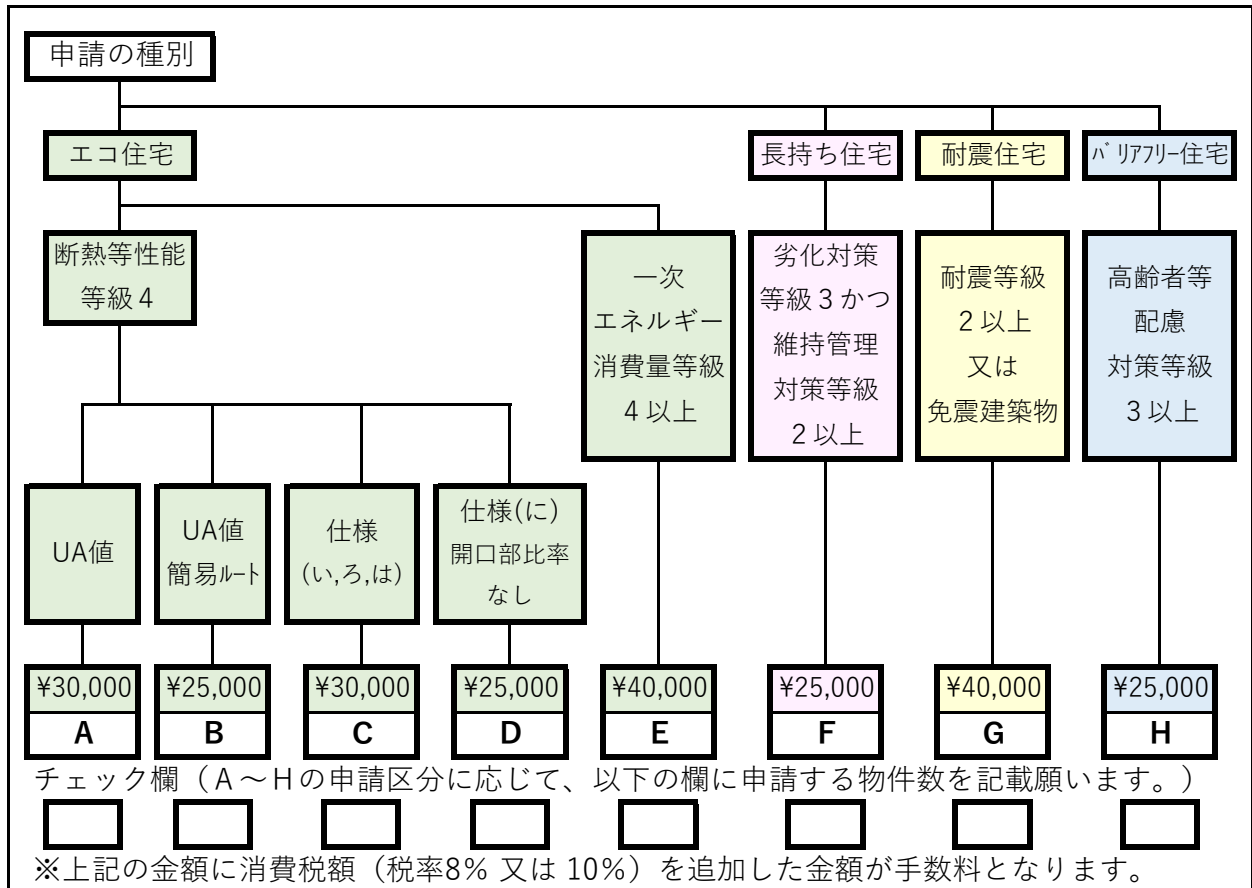 申請の種別
エコ住宅
長持ち住宅
耐震住宅
ﾊﾞﾘｱﾌﾘｰ住宅
断熱等性能
等級４
一次
エネルギー
消費量等級
４以上
劣化対策
等級３かつ
維持管理
対策等級
２以上
耐震等級
２以上
又は
免震建築物
高齢者等
配慮
対策等級
３以上
UA値
UA値
簡易ﾙｰﾄ
仕様
(い,ろ,は)
仕様(に)
開口部比率
なし
¥30,000
¥25,000
¥30,000
¥25,000
¥40,000
¥25,000
¥40,000
¥25,000
A
B
C
D
E
F
G
H
チェック欄（Ａ～Ｈの申請区分に応じて、以下の欄に申請する物件数を記載願います。）
※上記の金額に消費税額（税率8% 又は 10%）を追加した金額が手数料となります。